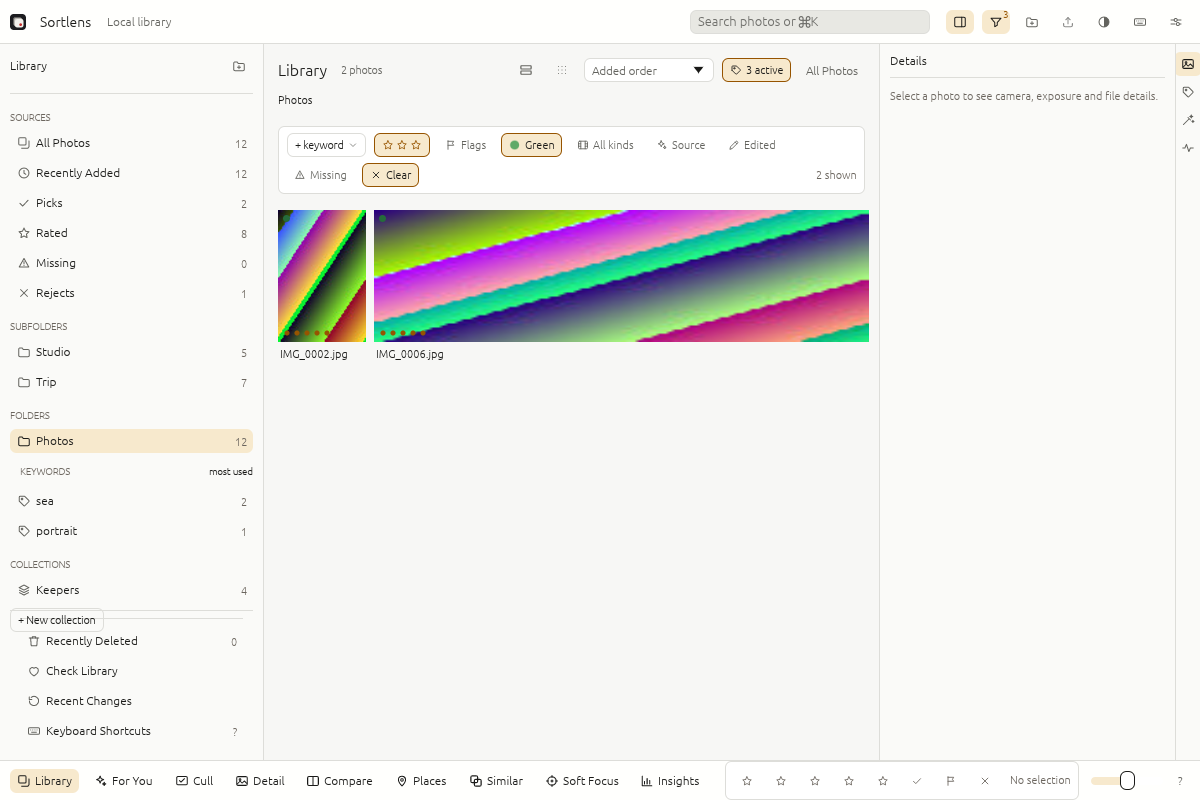 Sortlens Local library Search photos or ⌘K 3
Library
SOURCES
All Photos 12
Recently Added 12
Picks 2
Rated 8
Missing 0
Rejects 1
SUBFOLDERS
Studio 5
Trip 7
FOLDERS
Photos 12
KEYWORDS most used
sea 2
portrait 1
COLLECTIONS
Keepers 4
+ New collection
Recently Deleted 0
Check Library
Recent Changes
Keyboard Shortcuts ?
Library 2 photos Added order 3 active All Photos
Photos
+ keyword Flags Green All kinds Source Edited
Missing Clear 2 shown
IMG_0002.jpg IMG_0006.jpg
Details
Select a photo to see camera, exposure and file details.
Library For You Cull Detail Compare Places Similar Soft Focus Insights No selection ?